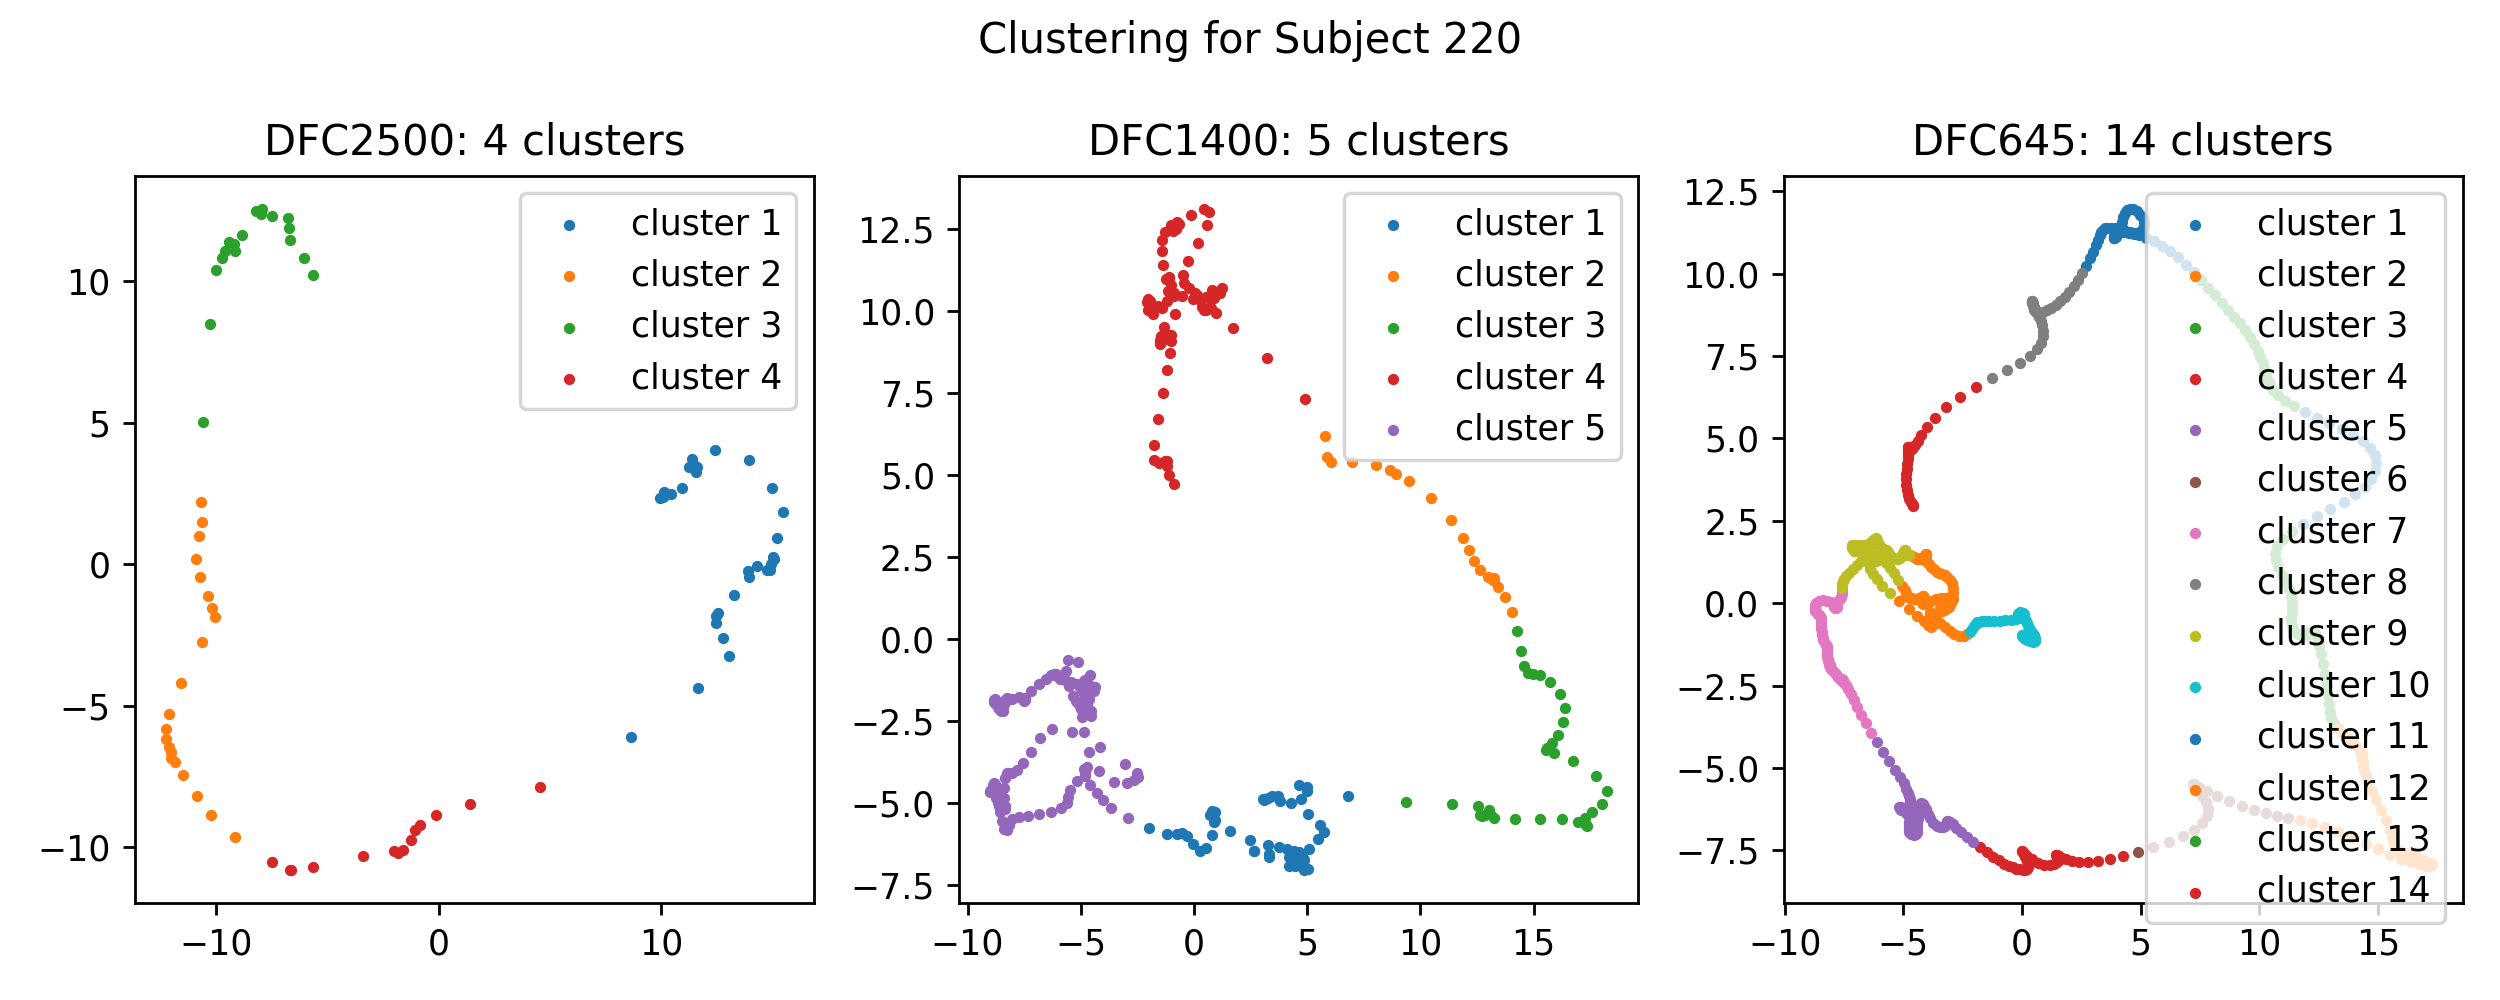 Clustering for Subject 220
DFC2500: 4 clusters
10
5
0
−5
−10
−10
0
10
cluster 1
cluster 2
cluster 3
cluster 4
DFC1400: 5 clusters
12.5
10.0
7.5
5.0
2.5
0.0
−2.5
−5.0
−7.5
−10
−5
0
5
10
15
cluster 1
cluster 2
cluster 3
cluster 4
cluster 5
DFC645: 14 clusters
12.5
10.0
7.5
5.0
2.5
0.0
−2.5
−5.0
−7.5
−10
−5
0
5
10
15
cluster 1
cluster 2
cluster 3
cluster 4
cluster 5
cluster 6
cluster 7
cluster 8
cluster 9
cluster 10
cluster 11
cluster 12
cluster 13
cluster 14